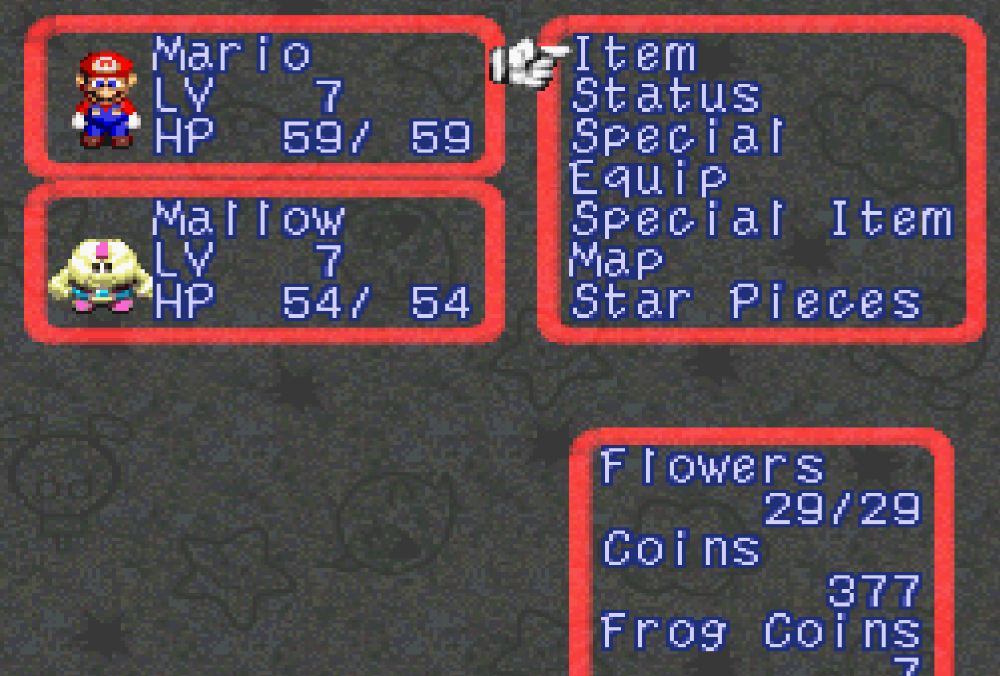 Mario
LV 7
HP 59/ 59
Mallow
LV 7
HP 54/ 54
Item
Status
Special
Equip
Special Item
Map
Star Pieces
Flowers
29/29
Coins
377
Frog Coins
7